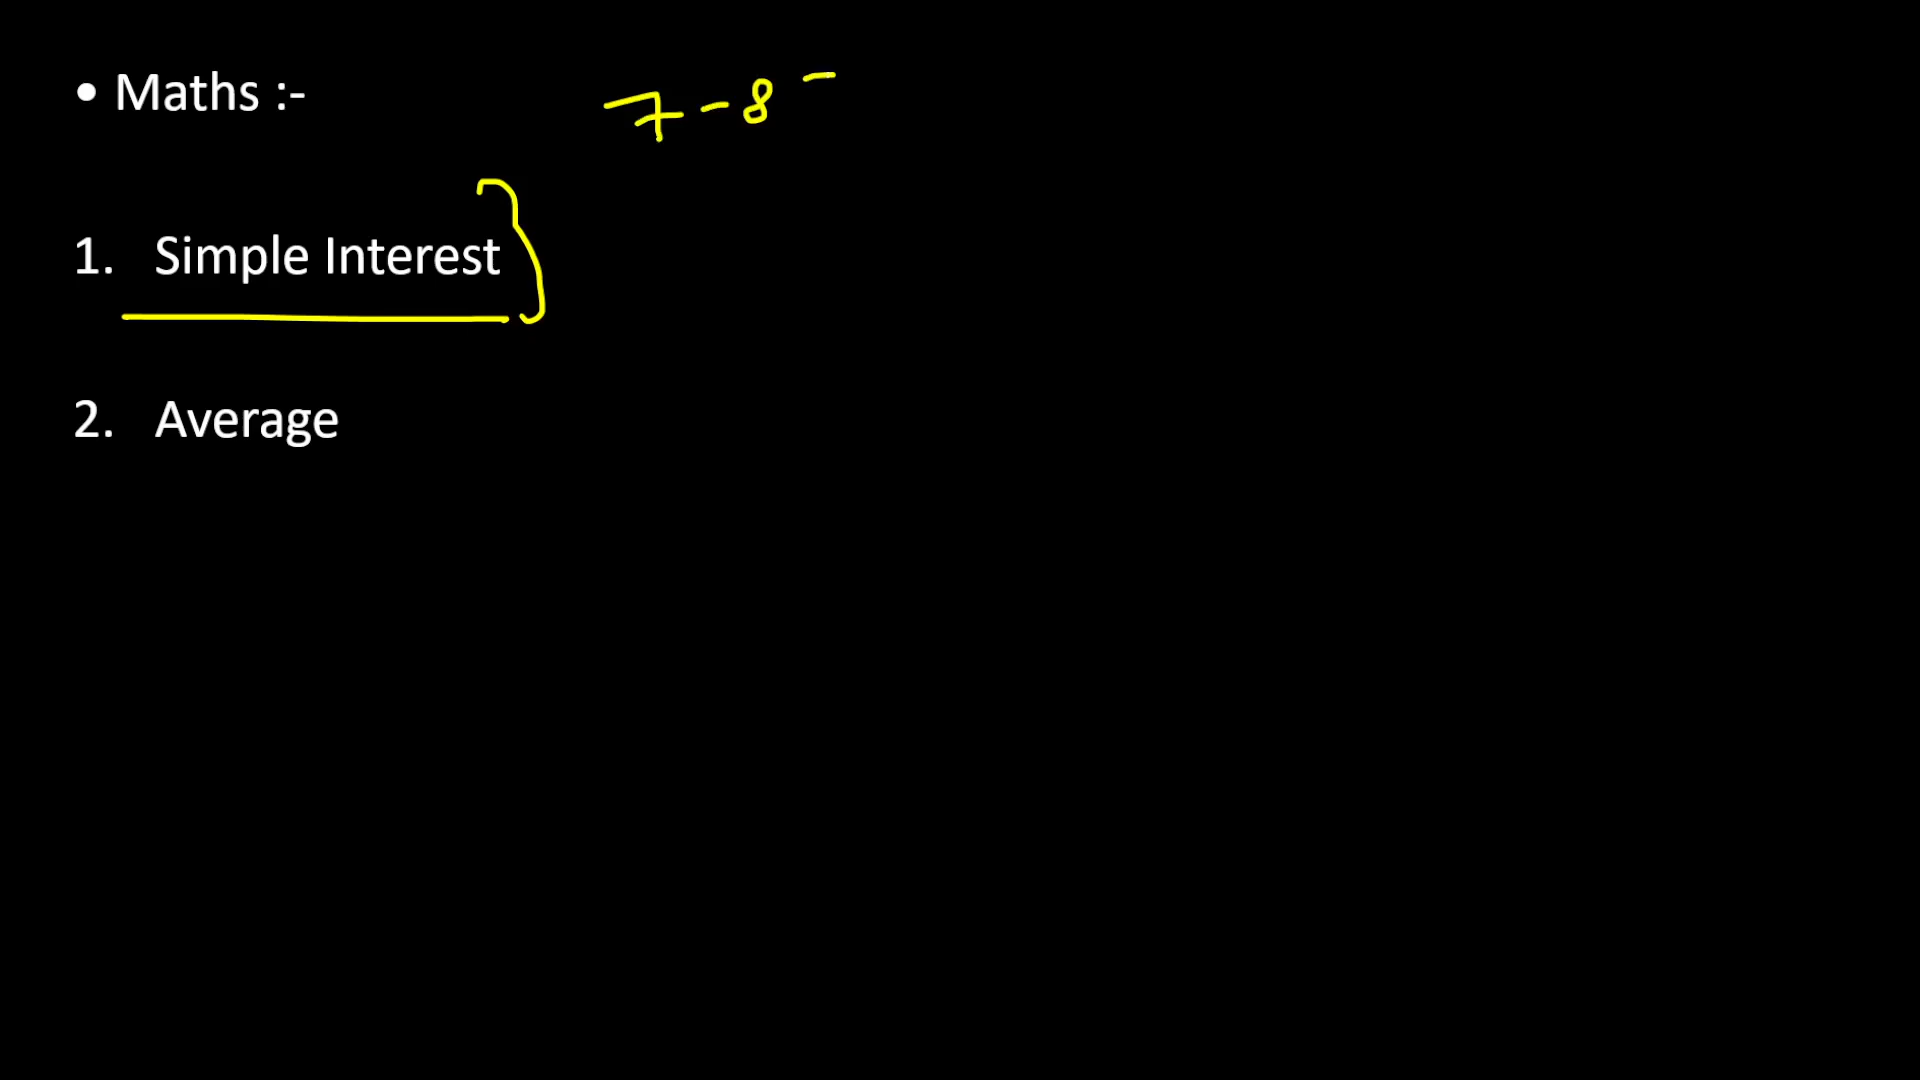 • Maths :-
7-8-
1. Simple Interest
2. Average